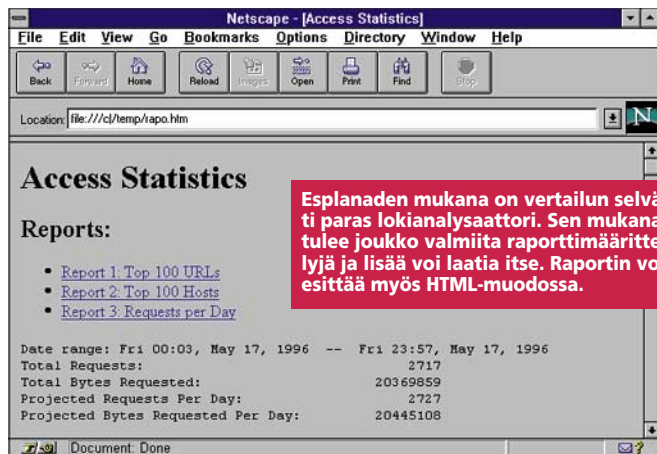 Netscape - [Access Statistics]
File Edit View Go Bookmarks Options Directory Window Help
Back Forward Home Reload Images Open Print Find Stop
Location: file:///c|/temp/rapo.htm
N
Access Statistics
Esplanaden mukana on vertailun selvä
ti paras lokianalysaattori. Sen mukana
tulee joukko valmiita raporttimääritte
lyjä ja lisää voi laatia itse. Raportin vo
esittää myös HTML-muodossa.
Reports:
Report 1: Top 100 URLs
Report 2: Top 100 Hosts
Report 3: Requests per Day
Date range: Fri 00:03, May 17, 1996 -- Fri 23:57, May 17, 1996
Total Requests: 2717
Total Bytes Requested: 20369859
Projected Requests Per Day: 2727
Projected Bytes Requested Per Day: 20445108
Document: Done